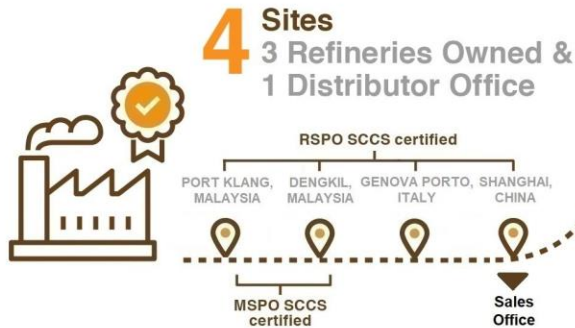 4 Sites
3 Refineries Owned &
1 Distributor Office
RSPO SCCS certified
PORT KLANG,
MALAYSIA
DENGKIL,
MALAYSIA
GENOVA PORTO,
ITALY
SHANGHAI,
CHINA
MSPO SCCS
certified
Sales
Office